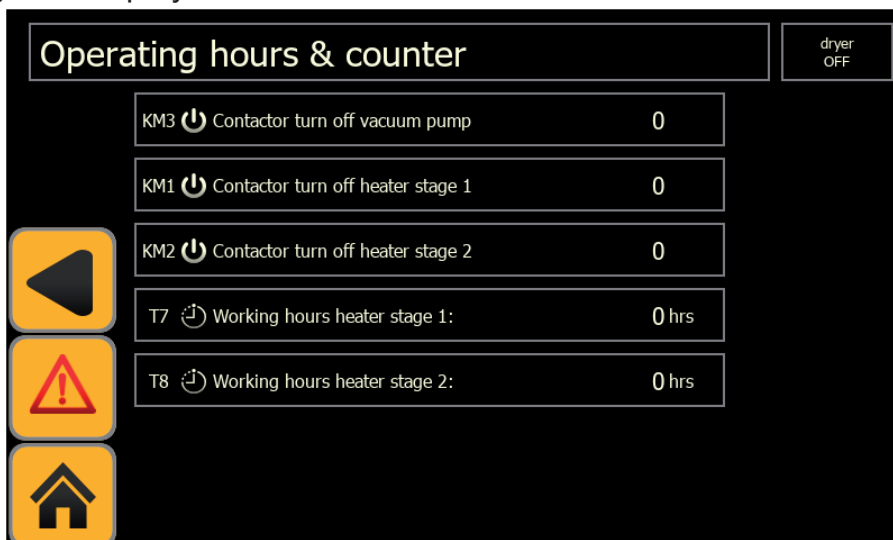 Operating hours & counter
dryer
OFF
KM3 Contactor turn off vacuum pump 0
KM1 Contactor turn off heater stage 1 0
KM2 Contactor turn off heater stage 2 0
T7 Working hours heater stage 1: 0 hrs
T8 Working hours heater stage 2: 0 hrs